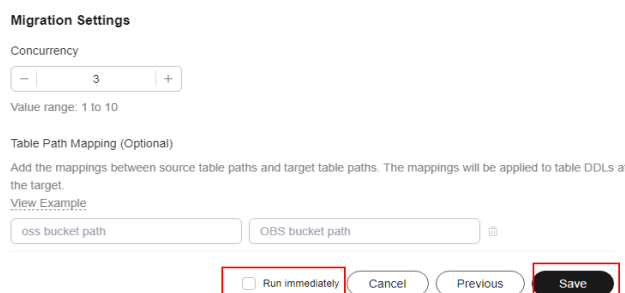 Migration Settings
Concurrency
− 3 +
Value range: 1 to 10
Table Path Mapping (Optional)
Add the mappings between source table paths and target table paths. The mappings will be applied to table DDLs
the target.
View Example
oss bucket path OBS bucket path
Run immediately Cancel Previous Save